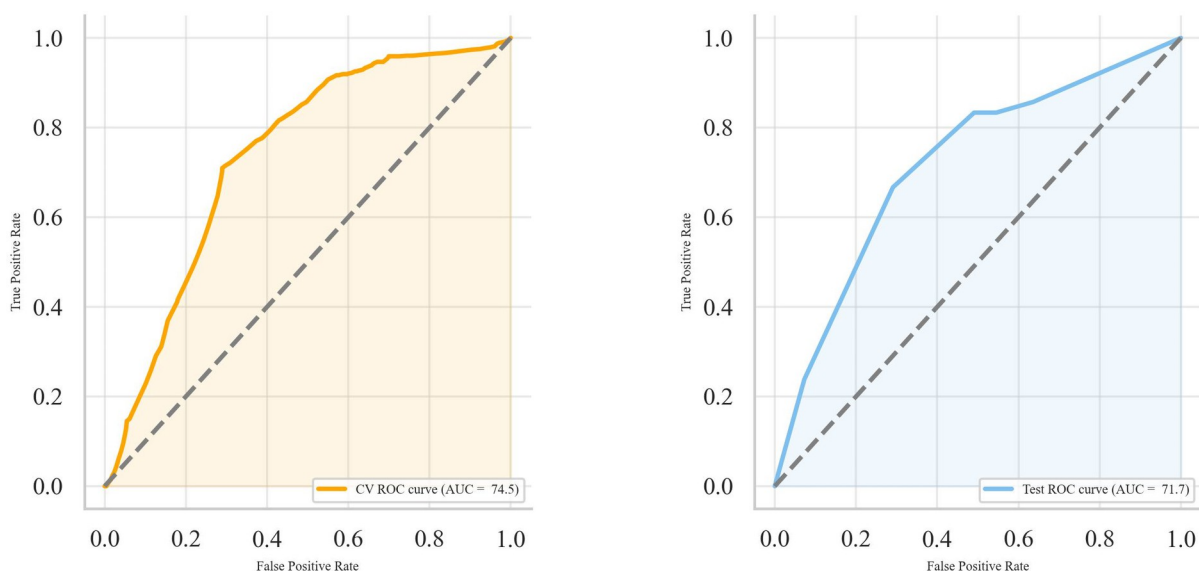 1.0
0.8
0.6
0.4
0.2
0.0
True Positive Rate
CV ROC curve (AUC = 74.5)
0.0 0.2 0.4 0.6 0.8 1.0
False Positive Rate
1.0
0.8
0.6
0.4
0.2
0.0
True Positive Rate
Test ROC curve (AUC = 71.7)
0.0 0.2 0.4 0.6 0.8 1.0
False Positive Rate